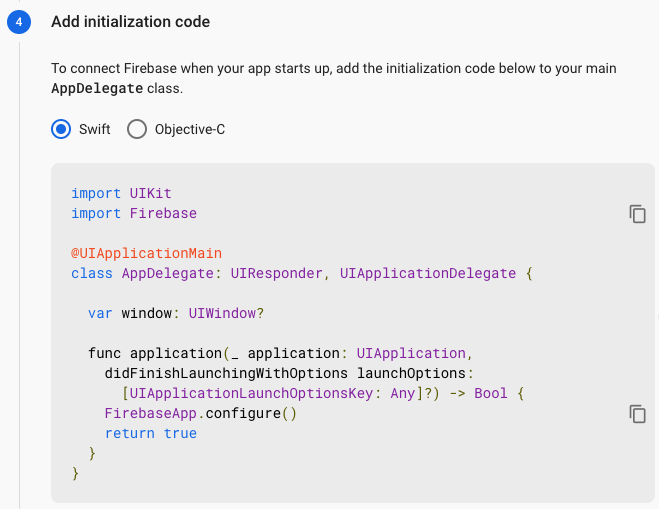 4
Add initialization code
To connect Firebase when your app starts up, add the initialization code below to your main
AppDelegate class.
Swift
Objective-C
import UIKit
import Firebase
@UIApplicationMain
class AppDelegate: UIResponder, UIApplicationDelegate {
  var window: UIWindow?
  func application(_ application: UIApplication,
    didFinishLaunchingWithOptions launchOptions:
      [UIApplicationLaunchOptionsKey: Any]?) -> Bool {
    FirebaseApp.configure()
    return true
  }
}